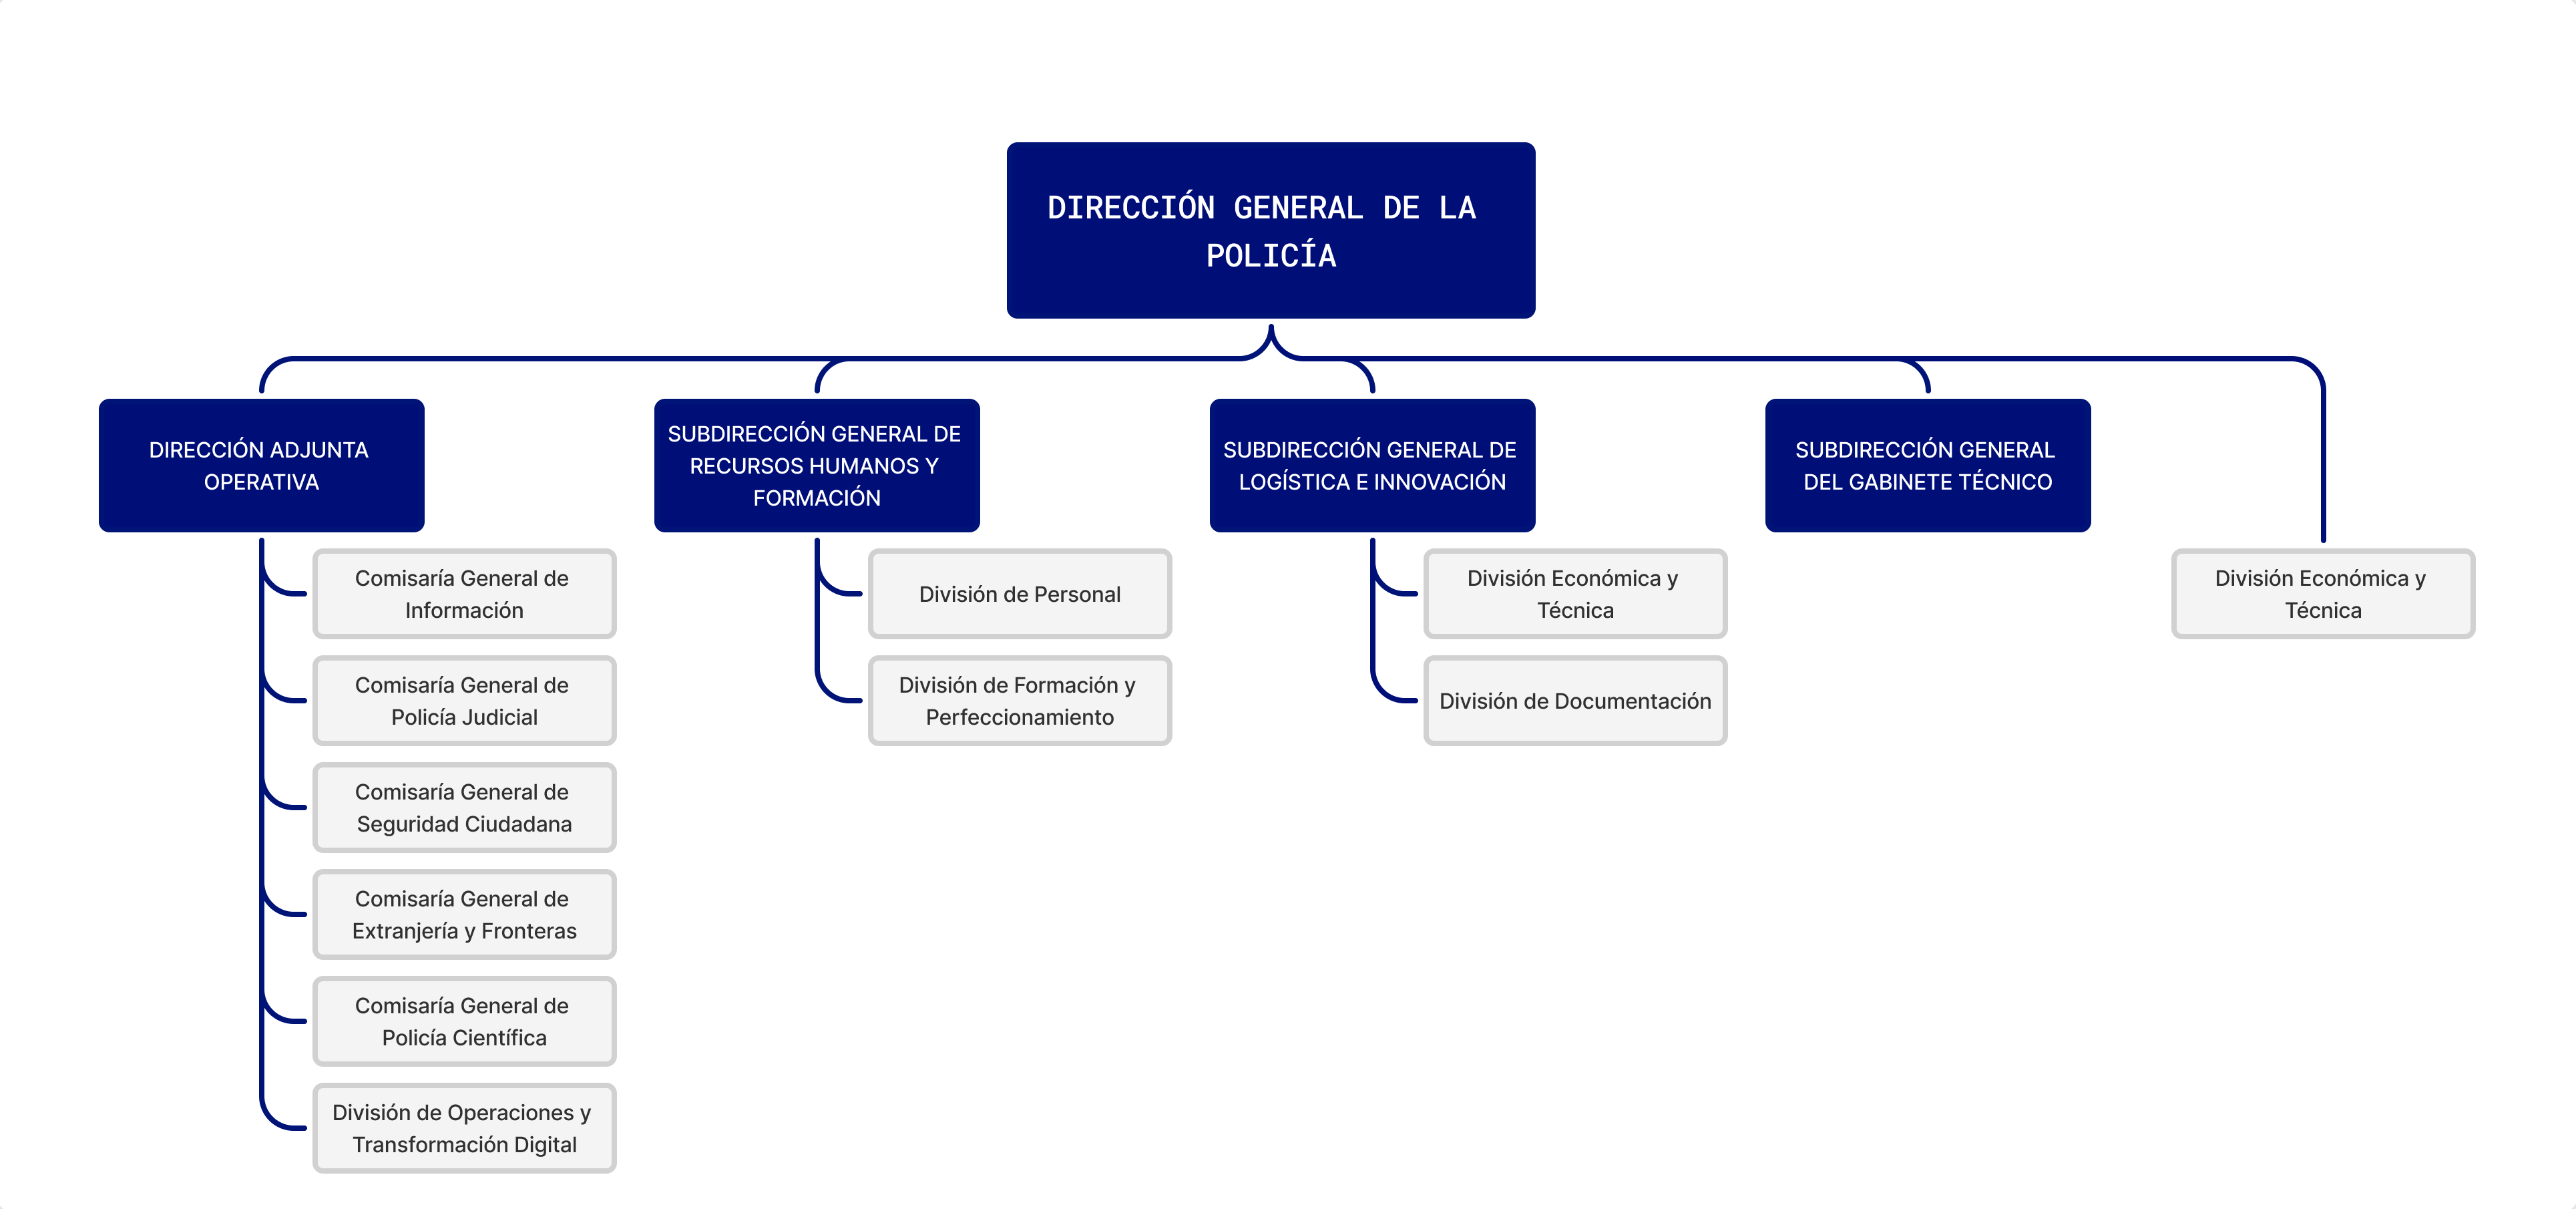 DIRECCIÓN GENERAL DE LA
POLICÍA
DIRECCIÓN ADJUNTA
OPERATIVA
SUBDIRECCIÓN GENERAL DE
RECURSOS HUMANOS Y
FORMACIÓN
SUBDIRECCIÓN GENERAL DE
LOGÍSTICA E INNOVACIÓN
SUBDIRECCIÓN GENERAL
DEL GABINETE TÉCNICO
Comisaría General de
Información
Comisaría General de
Policía Judicial
Comisaría General de
Seguridad Ciudadana
Comisaría General de
Extranjería y Fronteras
Comisaría General de
Policía Científica
División de Operaciones y
Transformación Digital
División de Personal
División de Formación y
Perfeccionamiento
División Económica y
Técnica
División de Documentación
División Económica y
Técnica